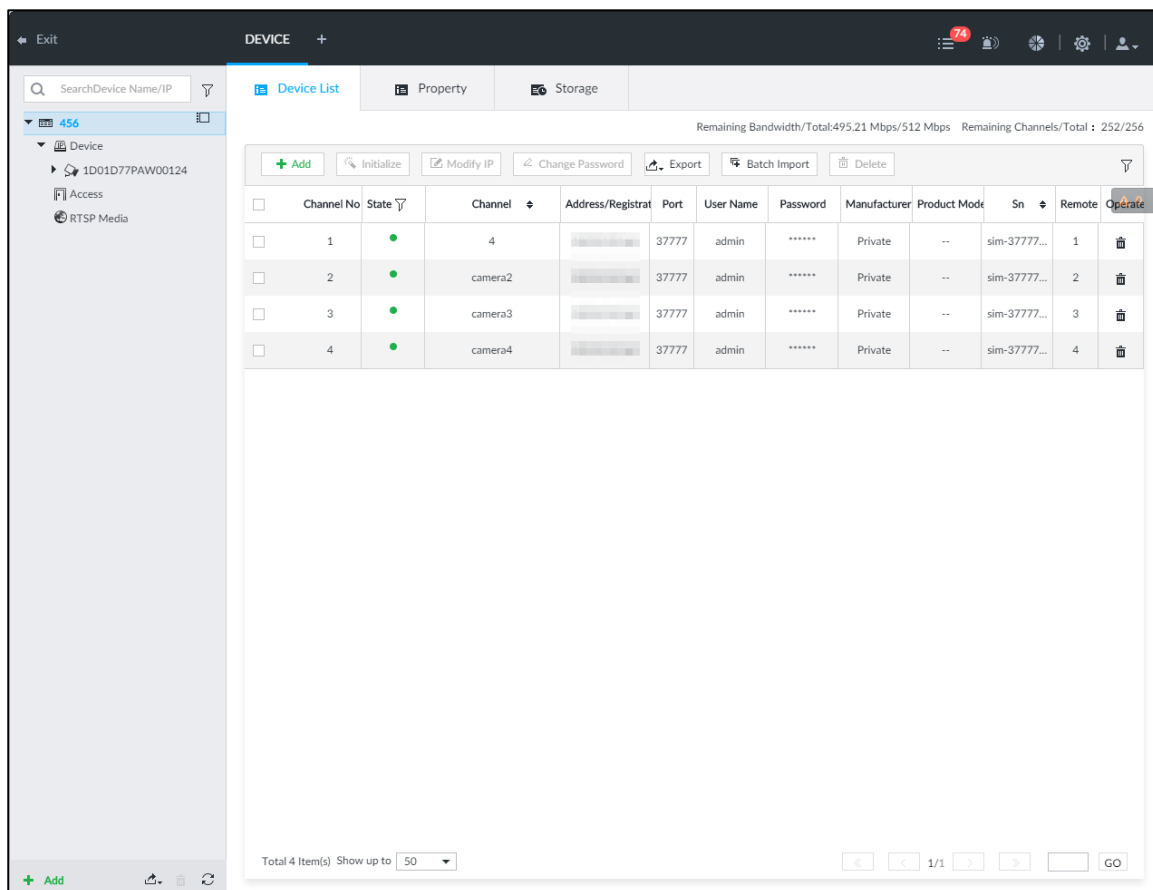 Exit
DEVICE +
74
SearchDevice Name/IP
Device List Property Storage
456
Remaining Bandwidth/Total:495.21 Mbps/512 Mbps Remaining Channels/Total : 252/256
Device
1D01D77PAW00124
Access
RTSP Media
+ Add Initialize Modify IP Change Password Export Batch Import Delete
Channel No State Channel Address/Registrat Port User Name Password Manufacturer Product Mode Sn Remote Operate
1 4 37777 admin ****** Private -- sim-37777... 1
2 camera2 37777 admin ****** Private -- sim-37777... 2
3 camera3 37777 admin ****** Private -- sim-37777... 3
4 camera4 37777 admin ****** Private -- sim-37777... 4
Total 4 Item(s) Show up to 50
1/1 GO
+ Add